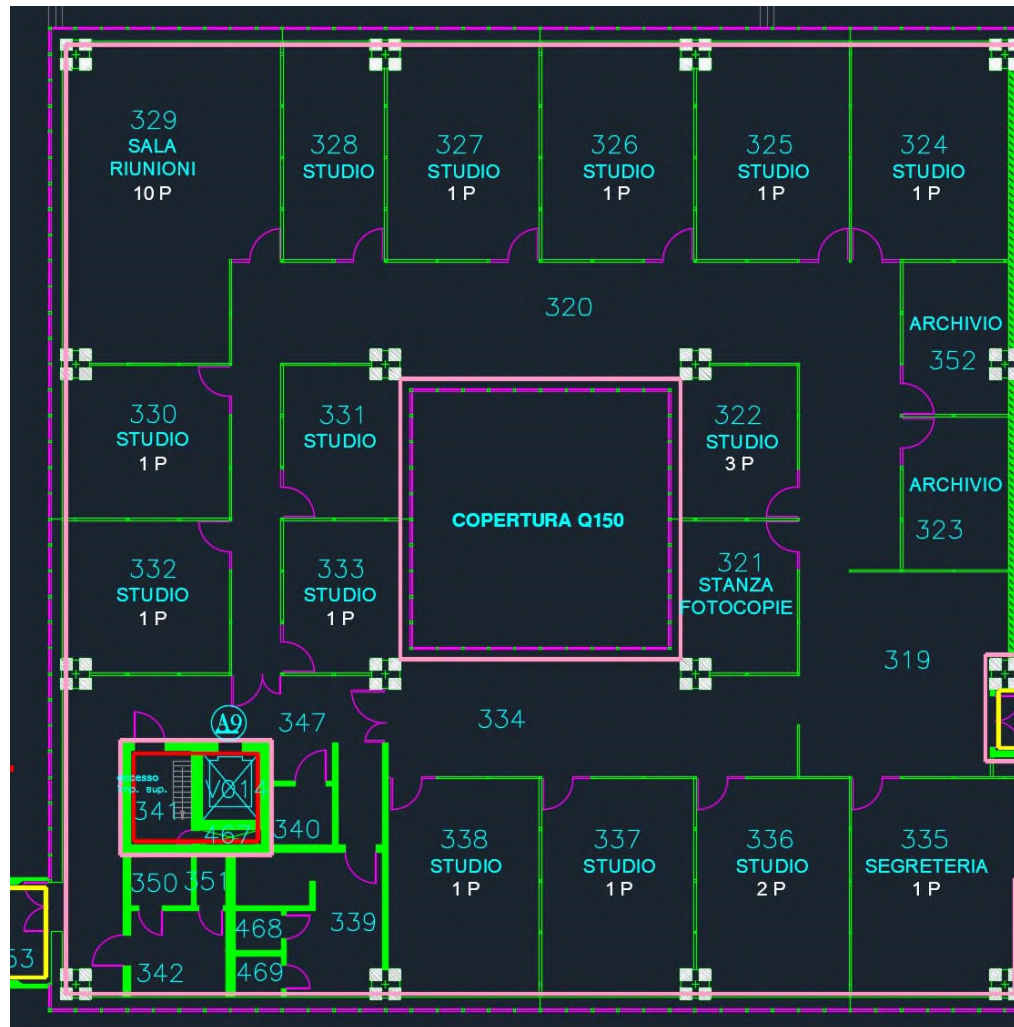 329
SALA
RIUNIONI
10 P
328
STUDIO
327
STUDIO
1 P
326
STUDIO
1 P
325
STUDIO
1 P
324
STUDIO
1 P
320
ARCHIVIO
352
330
STUDIO
1 P
331
STUDIO
322
STUDIO
3 P
COPERTURA Q150
ARCHIVIO
323
332
STUDIO
1 P
333
STUDIO
1 P
321
STANZA
FOTOCOPIE
319
A9
347
334
341
V014
467
340
338
STUDIO
1 P
337
STUDIO
1 P
336
STUDIO
2 P
335
SEGRETERIA
1 P
350
351
468
339
342
469
53